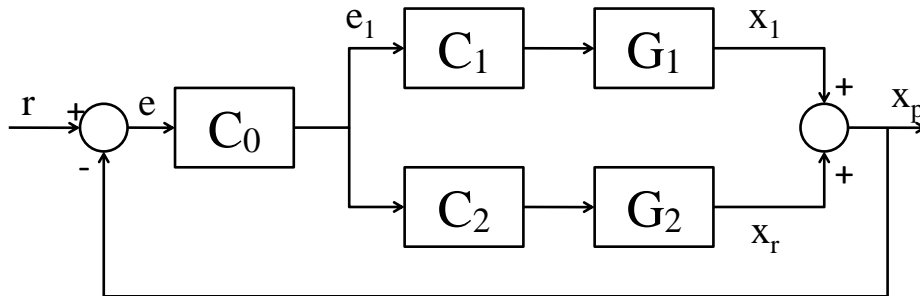 r
+
-
e
C₀
e₁
C₁
G₁
x₁
C₂
G₂
xᵣ
+
+
xₚ